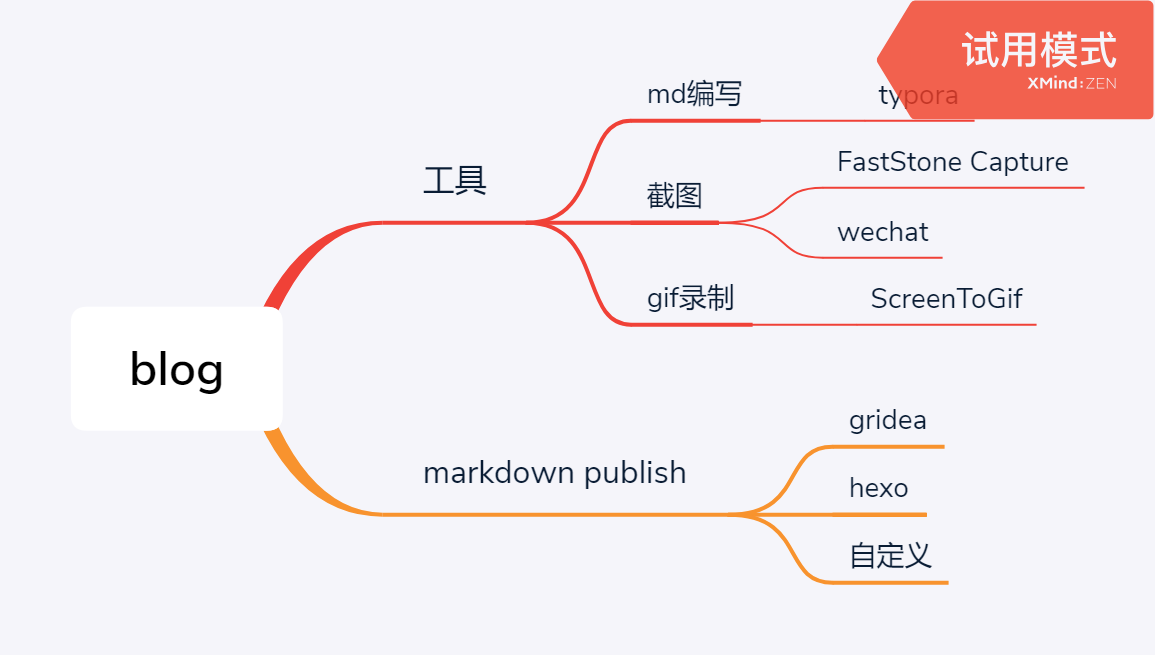 试用模式
XMind:ZEN
blog
工具
md编写
typora
截图
FastStone Capture
wechat
gif录制
ScreenToGif
markdown publish
gridea
hexo
自定义